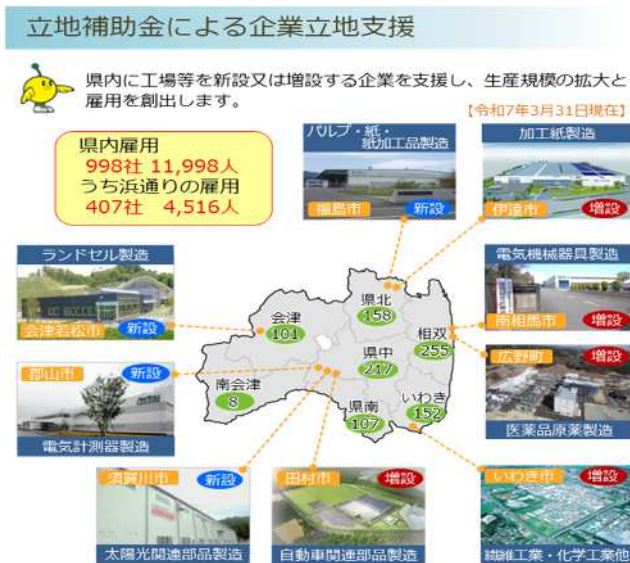 立地補助金による企業立地支援
県内に工場等を新設又は増設する企業を支援し、生産規模の拡大と
雇用を創出します。
【令和7年3月31日現在】
県内雇用
998社 11,998人
うち浜通りの雇用
407社 4,516人
パルプ・紙・
紙加工品製造
福島市
新設
加工紙製造
伊達市
増設
ランドセル製造
会津若松市
新設
電気機械器具製造
南相馬市
増設
会津
101
県北
158
相双
255
県中
217
南会津
8
県南
107
いわき
152
郡山市
新設
電気計測器製造
広野町
増設
医薬品原薬製造
須賀川市
新設
太陽光関連部品製造
田村市
増設
自動車関連部品製造
いわき市
増設
繊維工業・化学工業他